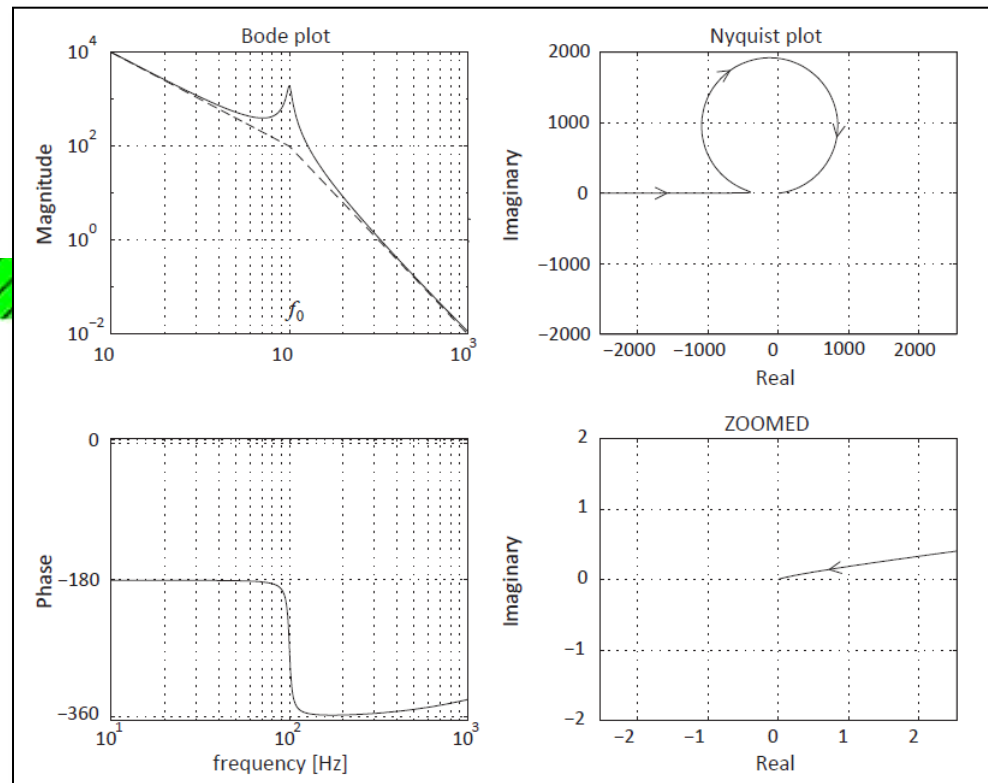 Bode plot
10^4
10^2
10^0
10^-2
Magnitude
f_0
10
10
10^3
Nyquist plot
2000
1000
0
−1000
−2000
Imaginary
−2000 −1000 0 1000 2000
Real
0
−180
−360
Phase
10^1
10^2
10^3
frequency [Hz]
ZOOMED
2
1
0
−1
−2
Imaginary
−2 −1 0 1 2
Real